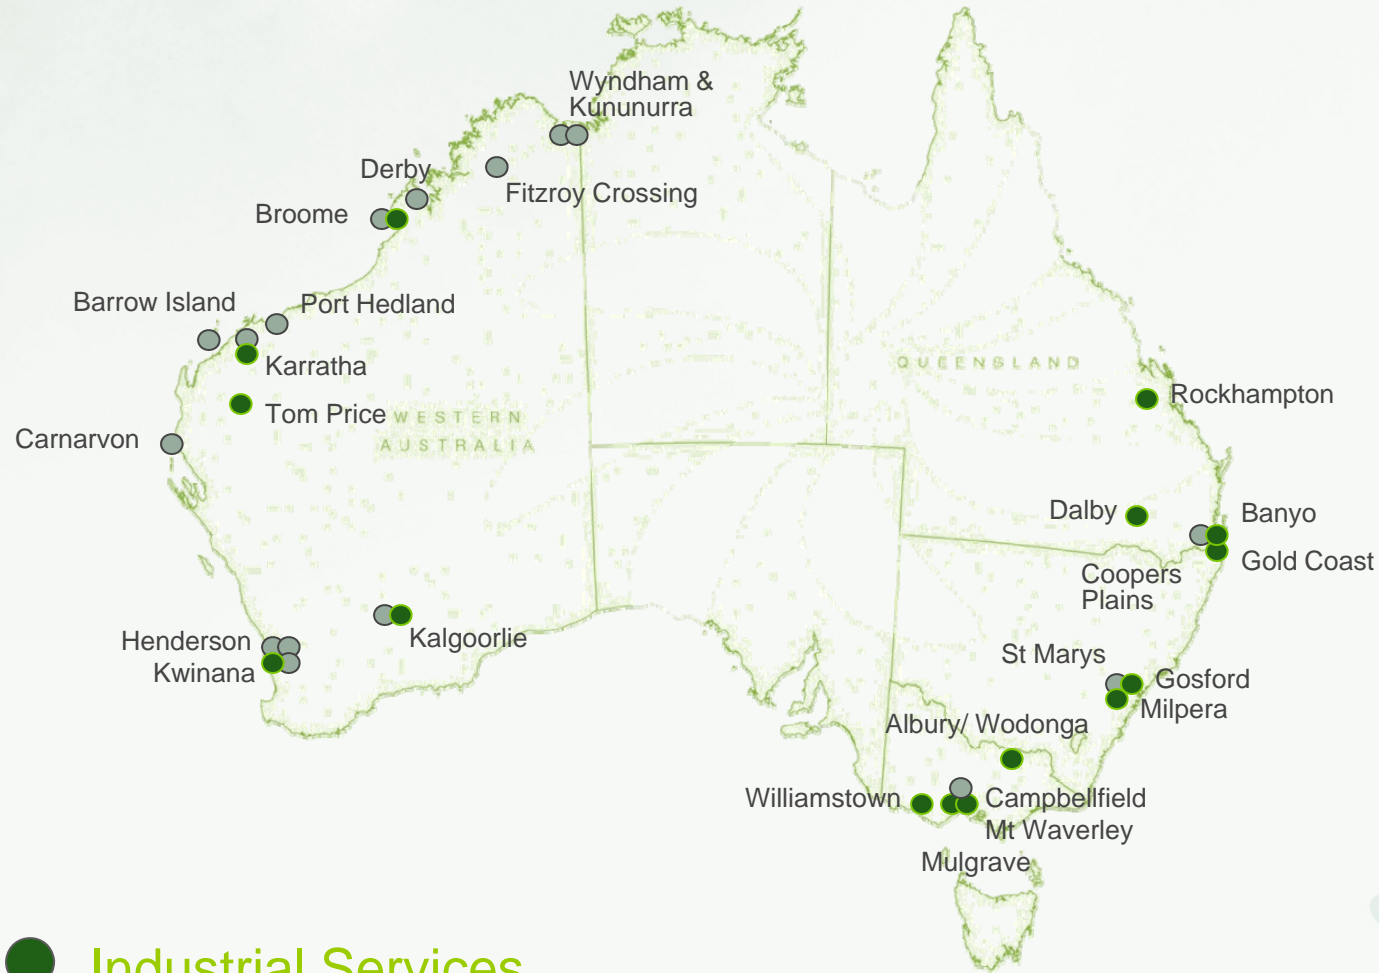 Wyndham &
Kununurra
Derby
Fitzroy Crossing
Broome
Barrow Island
Port Hedland
Karratha
Tom Price
WESTERN
AUSTRALIA
QUEENSLAND
Rockhampton
Carnarvon
Dalby
Banyo
Gold Coast
Coopers
Plains
Henderson
Kwinana
Kalgoorlie
St Marys
Gosford
Milpera
Albury/ Wodonga
Williamstown
Campbellfield
Mt Waverley
Mulgrave
Industrial Services